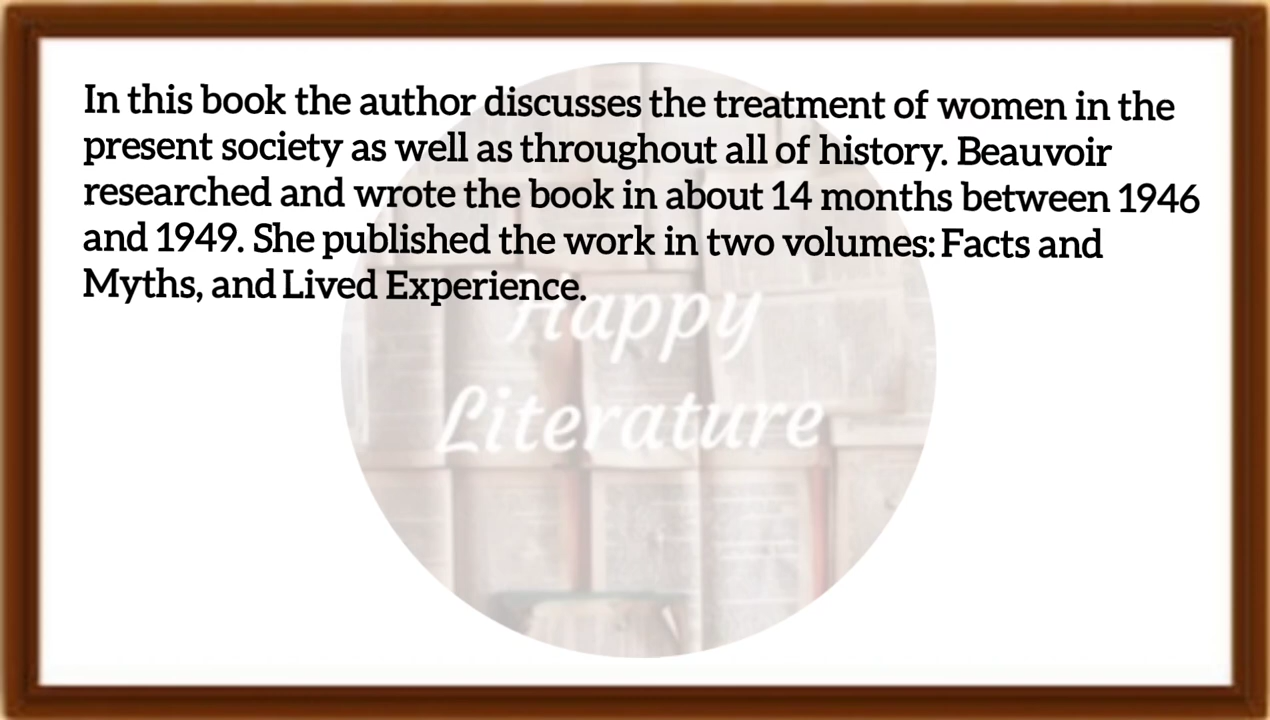 In this book the author discusses the treatment of women in the
present society as well as throughout all of history. Beauvoir
researched and wrote the book in about 14 months between 1946
and 1949. She published the work in two volumes: Facts and
Myths, and Lived Experience.
Happy
Literature